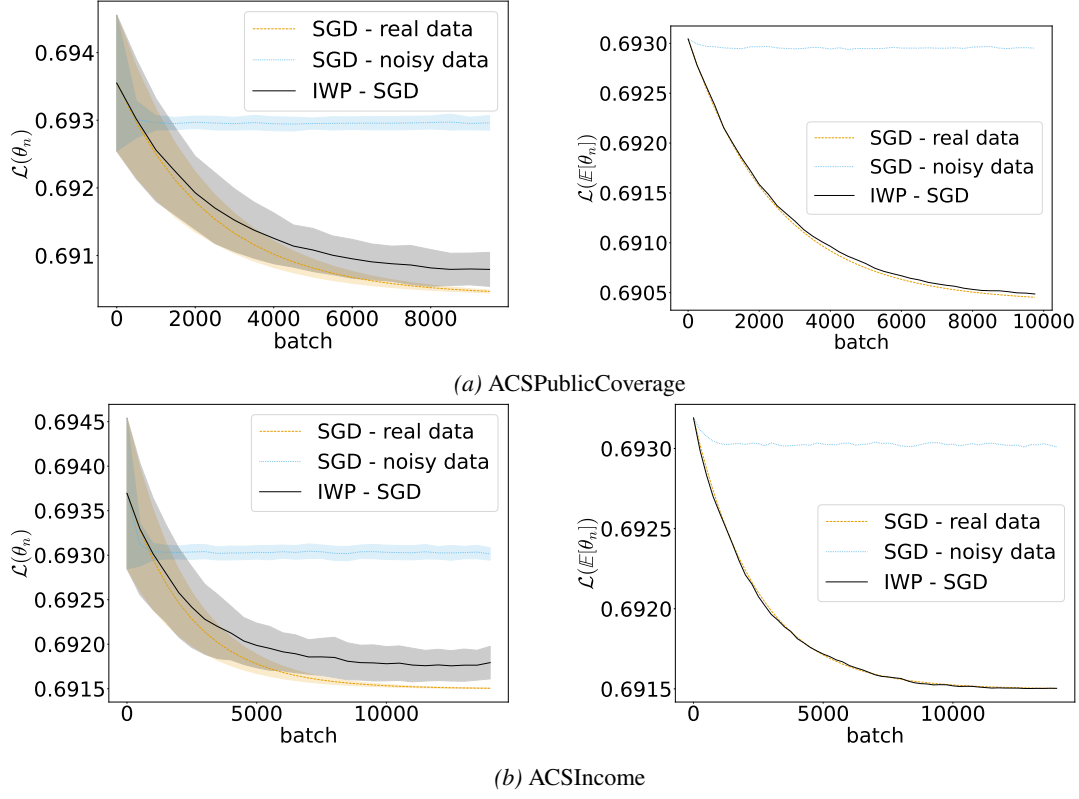 0.694
0.693
0.692
0.691
ℒ(θₙ)
0 2000 4000 6000 8000
batch
SGD - real data
SGD - noisy data
IWP - SGD
0.6930
0.6925
0.6920
0.6915
0.6910
0.6905
ℒ(𝔼[θₙ])
0 2000 4000 6000 8000 10000
batch
SGD - real data
SGD - noisy data
IWP - SGD
(a) ACSPublicCoverage
0.6945
0.6940
0.6935
0.6930
0.6925
0.6920
0.6915
ℒ(θₙ)
0 5000 10000
batch
SGD - real data
SGD - noisy data
IWP - SGD
0.6930
0.6925
0.6920
0.6915
ℒ(𝔼[θₙ])
0 5000 10000
batch
SGD - real data
SGD - noisy data
IWP - SGD
(b) ACSIncome